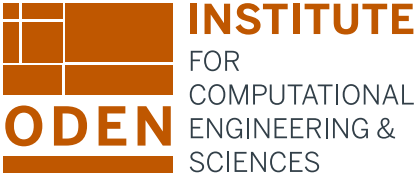 ODEN
INSTITUTE
FOR
COMPUTATIONAL
ENGINEERING &
SCIENCES